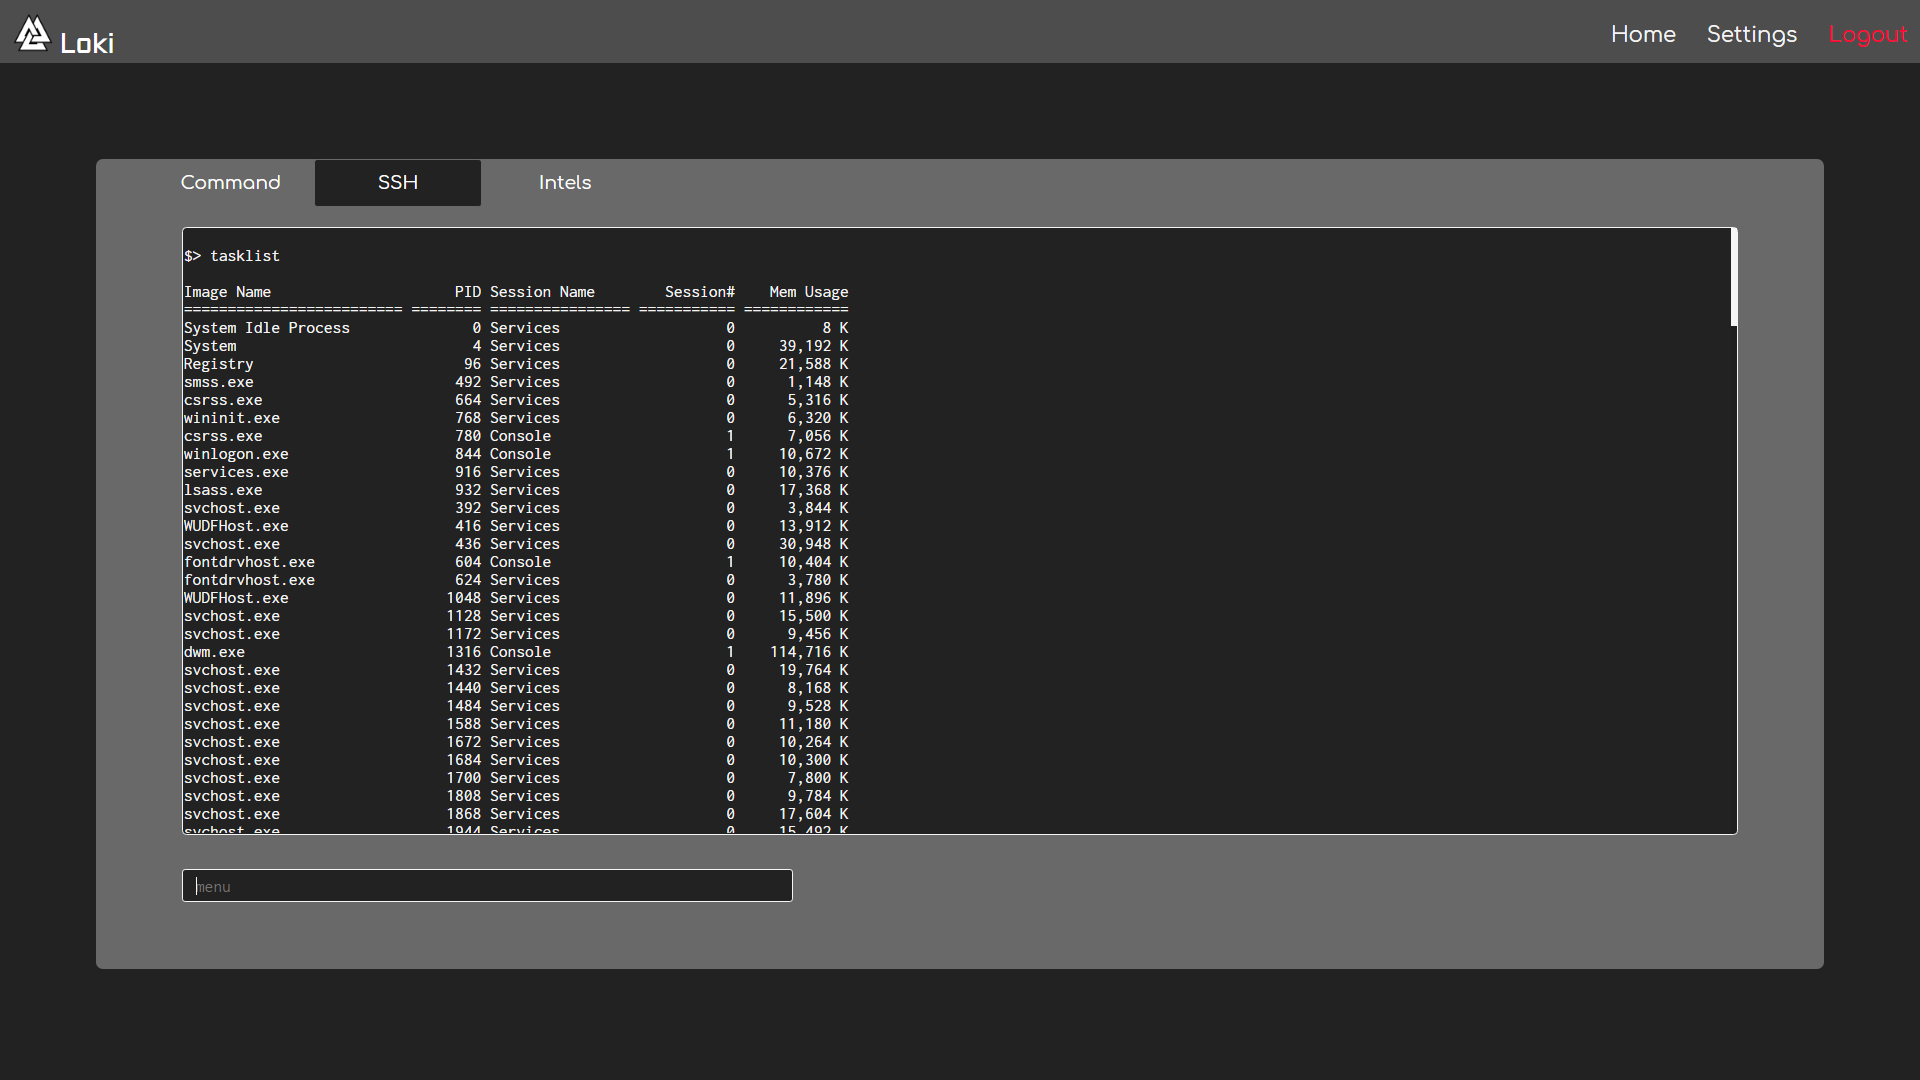 Loki
Home Settings Logout
Command SSH Intels
$> tasklist
Image Name PID Session Name Session# Mem Usage
========================= ======== ================ =========== ============
System Idle Process 0 Services 0 8 K
System 4 Services 0 39,192 K
Registry 96 Services 0 21,588 K
smss.exe 492 Services 0 1,148 K
csrss.exe 664 Services 0 5,316 K
wininit.exe 768 Services 0 6,320 K
csrss.exe 780 Console 1 7,056 K
winlogon.exe 844 Console 1 10,672 K
services.exe 916 Services 0 10,376 K
lsass.exe 932 Services 0 17,368 K
svchost.exe 392 Services 0 3,844 K
WUDFHost.exe 416 Services 0 13,912 K
svchost.exe 436 Services 0 30,948 K
fontdrvhost.exe 604 Console 1 10,404 K
fontdrvhost.exe 624 Services 0 3,780 K
WUDFHost.exe 1048 Services 0 11,896 K
svchost.exe 1128 Services 0 15,500 K
svchost.exe 1172 Services 0 9,456 K
dwm.exe 1316 Console 1 114,716 K
svchost.exe 1432 Services 0 19,764 K
svchost.exe 1440 Services 0 8,168 K
svchost.exe 1484 Services 0 9,528 K
svchost.exe 1588 Services 0 11,180 K
svchost.exe 1672 Services 0 10,264 K
svchost.exe 1684 Services 0 10,300 K
svchost.exe 1700 Services 0 7,800 K
svchost.exe 1808 Services 0 9,784 K
svchost.exe 1868 Services 0 17,604 K
svchost.exe 1944 Services 0 15,492 K
menu